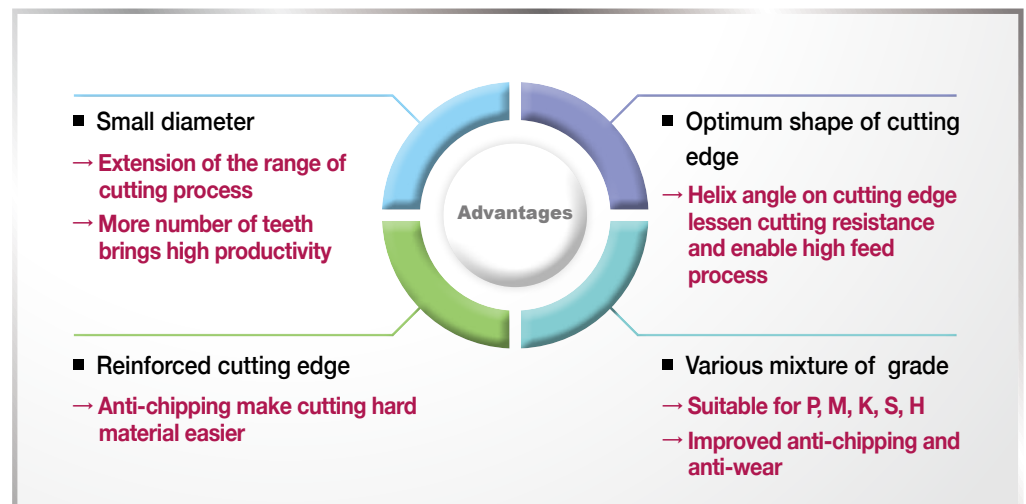 ■ Small diameter
→ Extension of the range of
cutting process
→ More number of teeth
brings high productivity
Advantages
■ Optimum shape of cutting
edge
→ Helix angle on cutting edge
lessen cutting resistance
and enable high feed
process
■ Reinforced cutting edge
→ Anti-chipping make cutting hard
material easier
■ Various mixture of grade
→ Suitable for P, M, K, S, H
→ Improved anti-chipping and
anti-wear